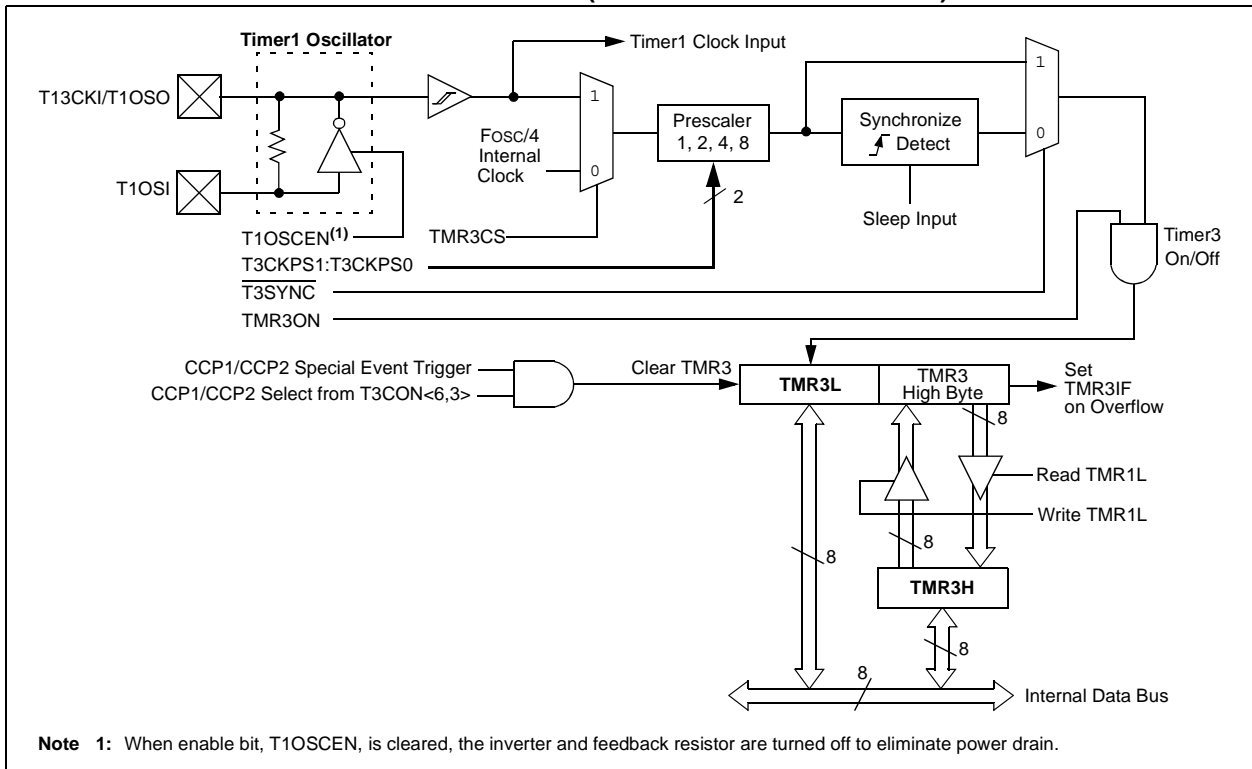 Timer1 Oscillator
Timer1 Clock Input
T13CKI/T1OSO
1
1
FOSC/4
Internal
Clock
0
Prescaler
1, 2, 4, 8
Synchronize
Detect
0
T1OSI
2
Sleep Input
T1OSCEN(1)
TMR3CS
Timer3
On/Off
T3CKPS1:T3CKPS0
T3SYNC
TMR3ON
CCP1/CCP2 Special Event Trigger
CCP1/CCP2 Select from T3CON<6,3>
Clear TMR3
TMR3L
TMR3
High Byte
Set
TMR3IF
on Overflow
8
Read TMR1L
Write TMR1L
8
8
TMR3H
8
8
Internal Data Bus
Note 1: When enable bit, T1OSCEN, is cleared, the inverter and feedback resistor are turned off to eliminate power drain.